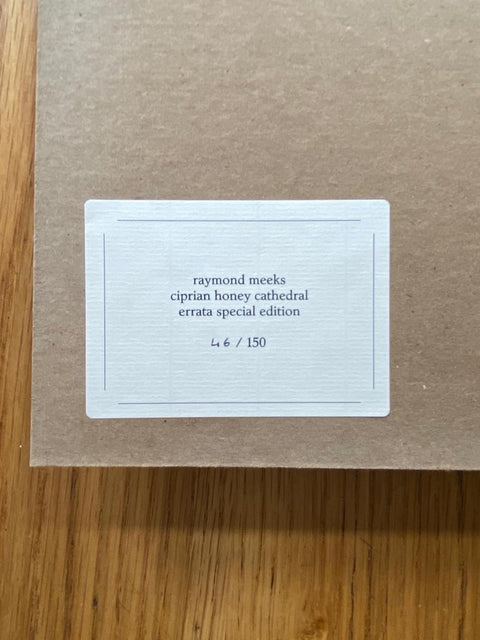 raymond meeks
ciprian honey cathedral
errata special edition
46 / 150